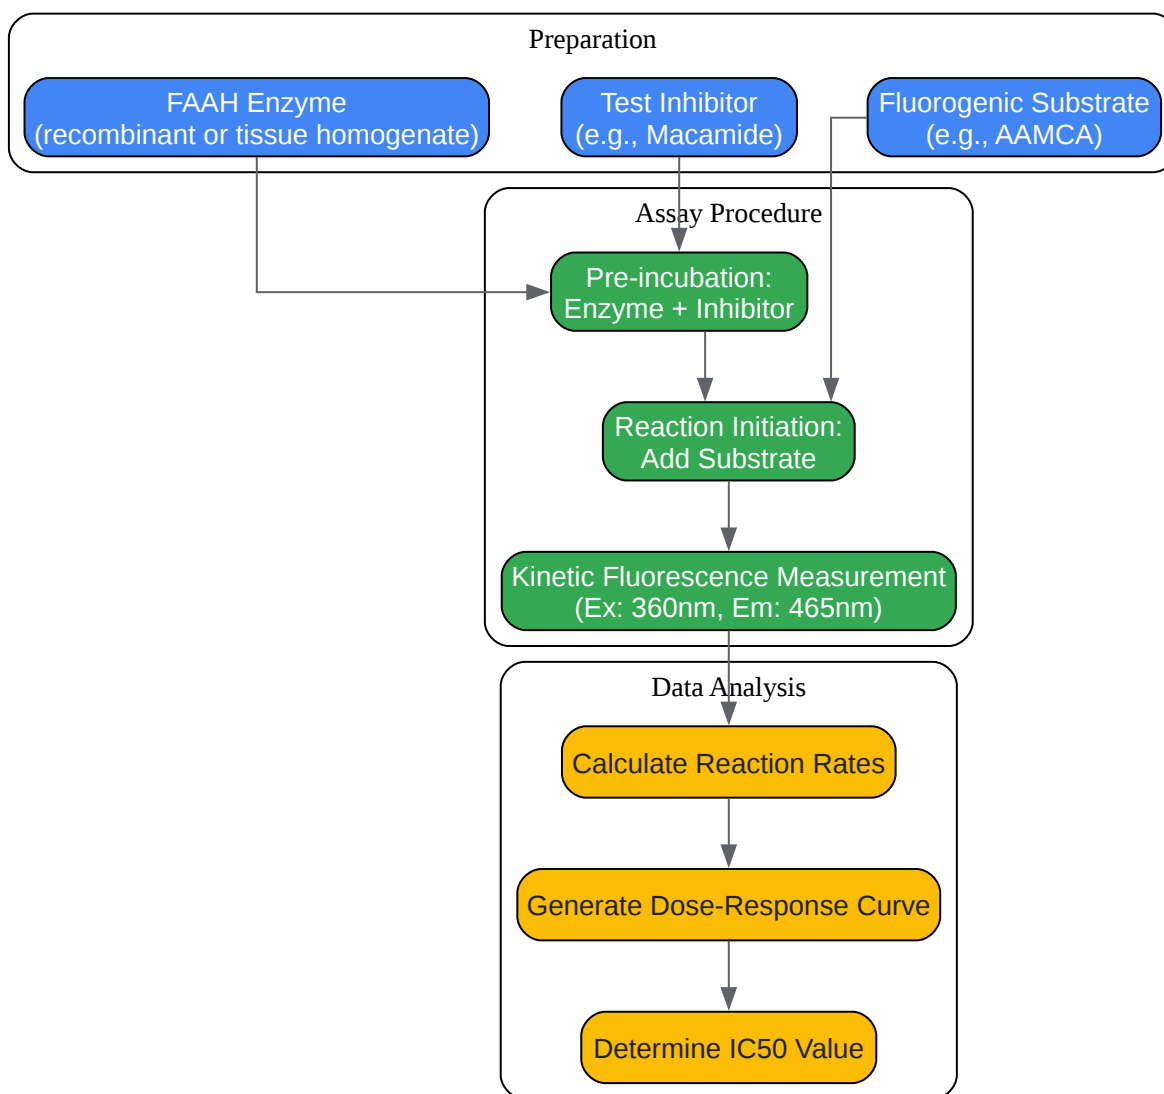 Preparation
FAAH Enzyme
(recombinant or tissue homogenate)
Test Inhibitor
(e.g., Macamide)
Fluorogenic Substrate
(e.g., AAMCA)
Assay Procedure
Pre-incubation:
Enzyme + Inhibitor
Reaction Initiation:
Add Substrate
Kinetic Fluorescence Measurement
(Ex: 360nm, Em: 465nm)
Data Analysis
Calculate Reaction Rates
Generate Dose-Response Curve
Determine IC50 Value